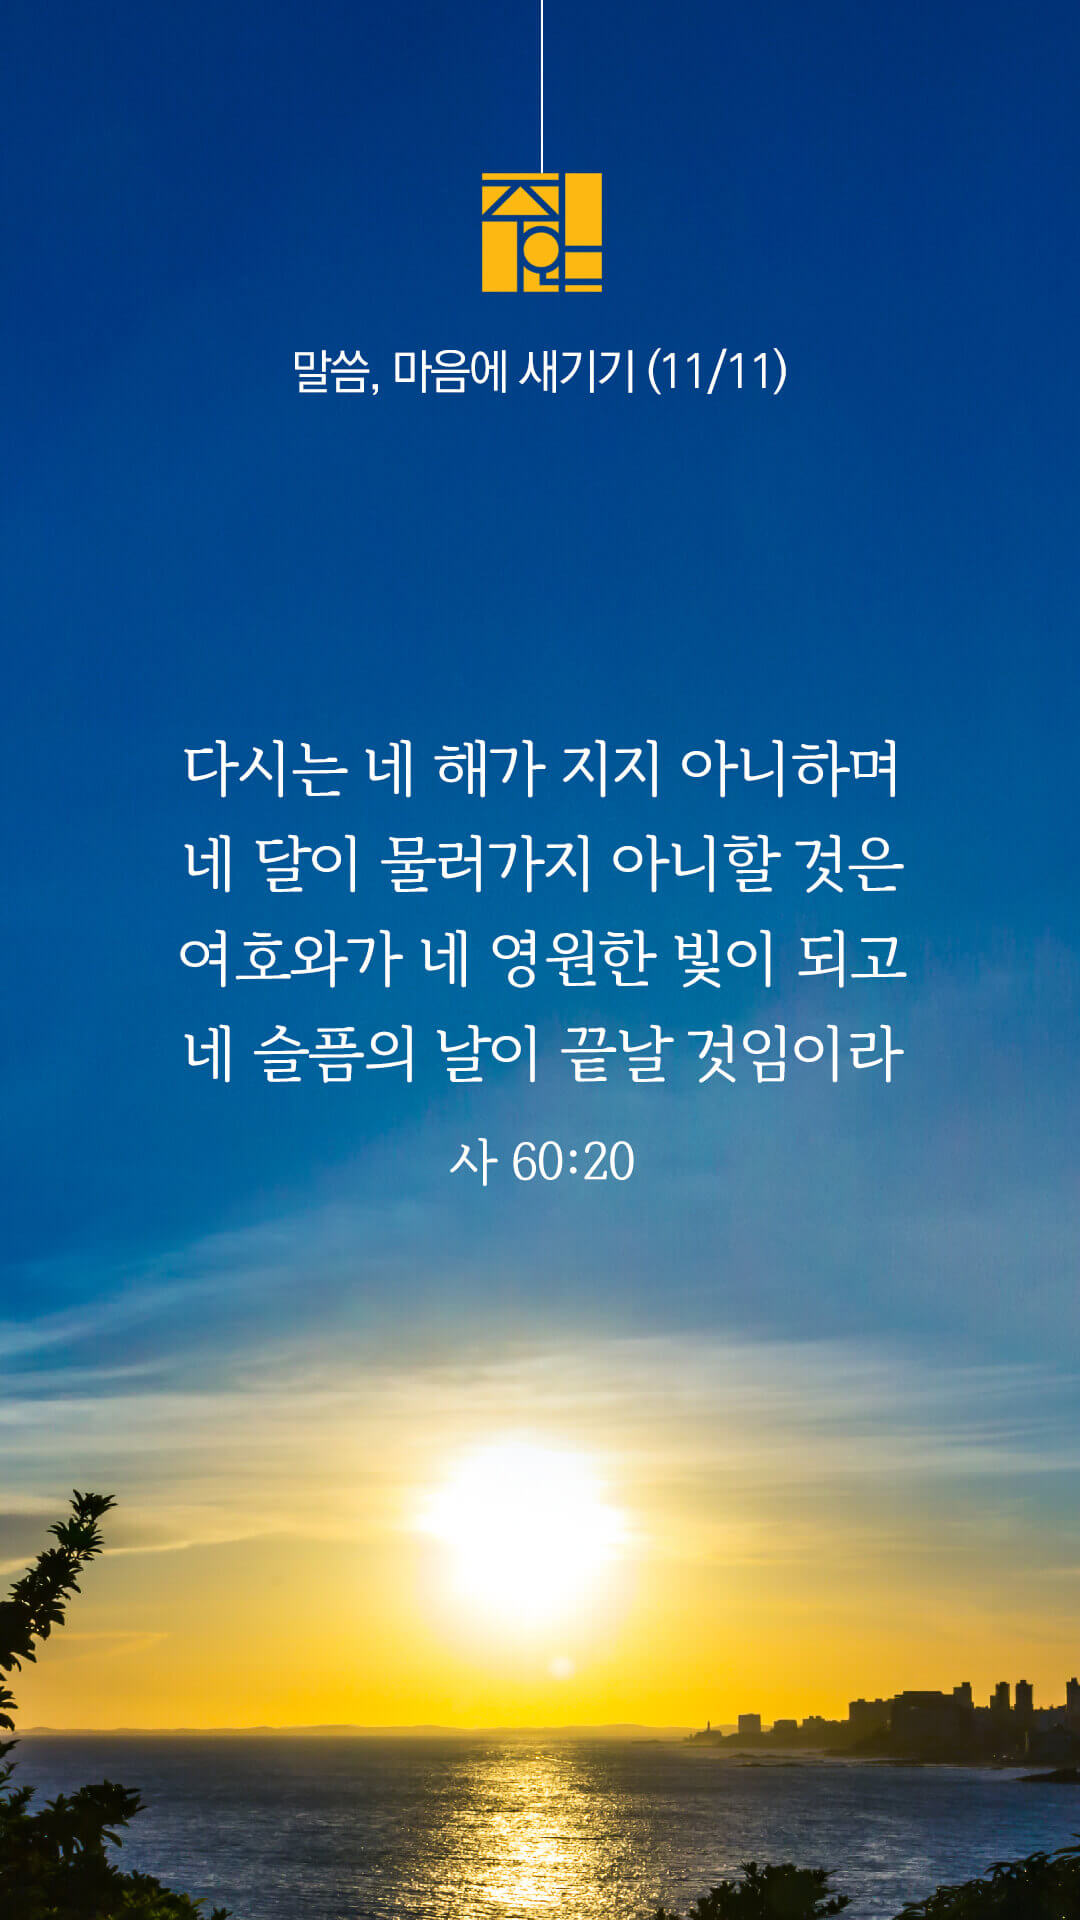 말씀, 마음에 새기기 (11/11)
다시는 네 해가 지지 아니하며
네 달이 물러가지 아니할 것은
여호와가 네 영원한 빛이 되고
네 슬픔의 날이 끝날 것임이라
사 60:20